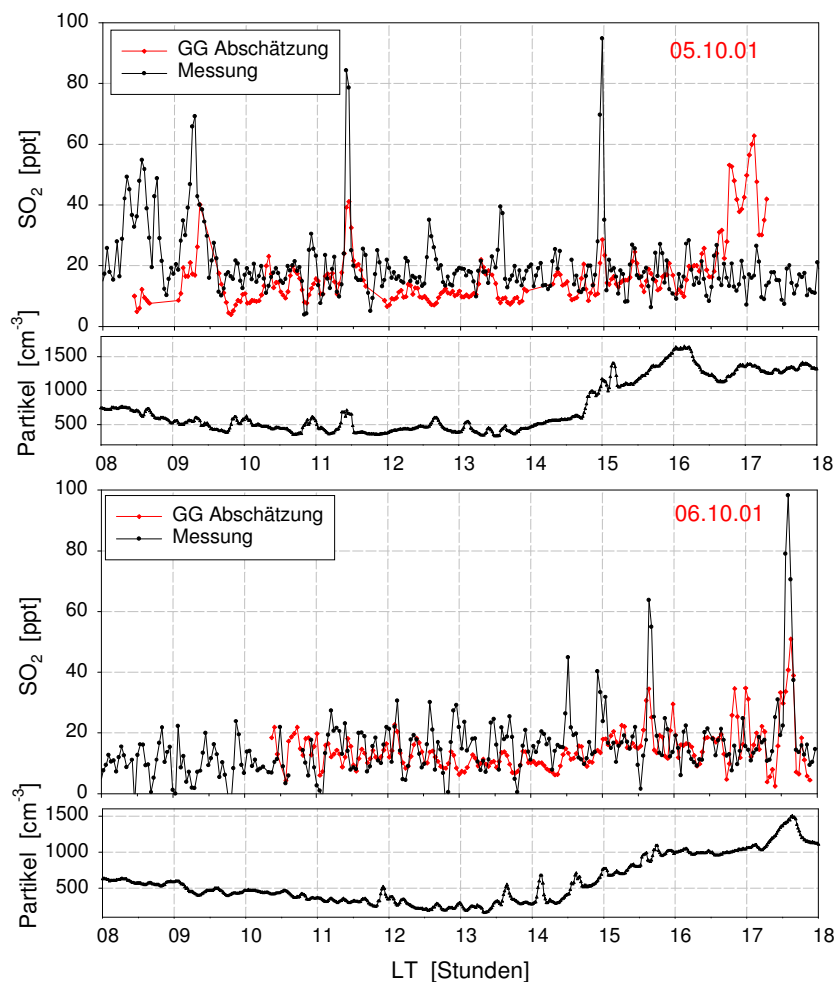 100
80
60
40
20
0
SO2 [ppt]
GG Abschätzung
Messung
05.10.01
1500
1000
500
Partikel [cm-3]
08 09 10 11 12 13 14 15 16 17 18
100
80
60
40
20
0
SO2 [ppt]
GG Abschätzung
Messung
06.10.01
1500
1000
500
Partikel [cm-3]
08 09 10 11 12 13 14 15 16 17 18
LT [Stunden]